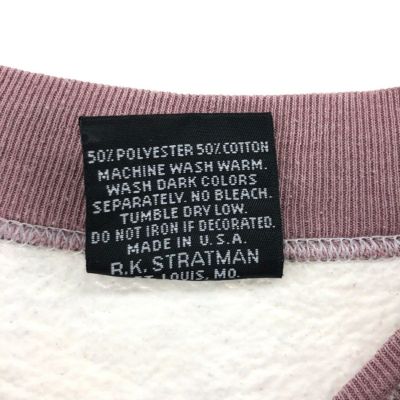 50% POLYESTER 50% COTTON
MACHINE WASH WARM.
WASH DARK COLORS
SEPARATELY. NO BLEACH.
TUMBLE DRY LOW.
DO NOT IRON IF DECORATED.
MADE IN U.S.A.
R.K. STRATMAN
ST. LOUIS, MO.